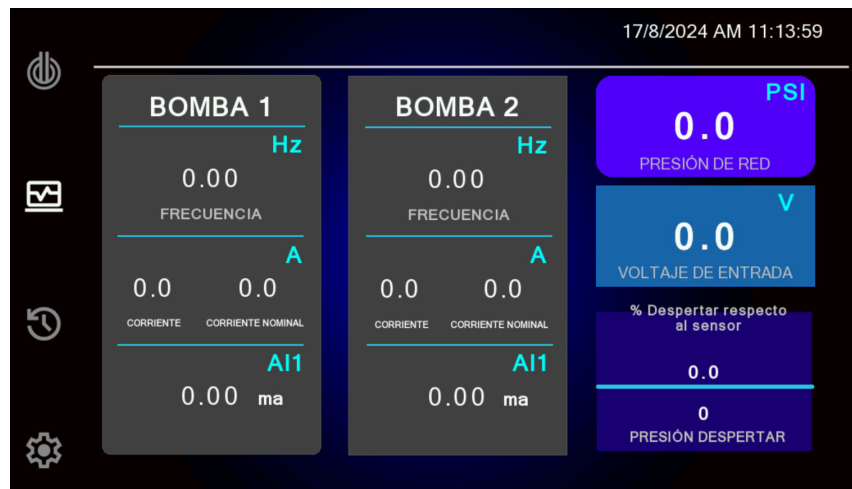 17/8/2024 AM 11:13:59
BOMBA 1
Hz
0.00
FRECUENCIA
A
0.0 0.0
CORRIENTE CORRIENTE NOMINAL
AI1
0.00 ma
BOMBA 2
Hz
0.00
FRECUENCIA
A
0.0 0.0
CORRIENTE CORRIENTE NOMINAL
AI1
0.00 ma
PSI
0.0
PRESIÓN DE RED
V
0.0
VOLTAJE DE ENTRADA
% Despertar respecto
al sensor
0.0
0
PRESIÓN DESPERTAR